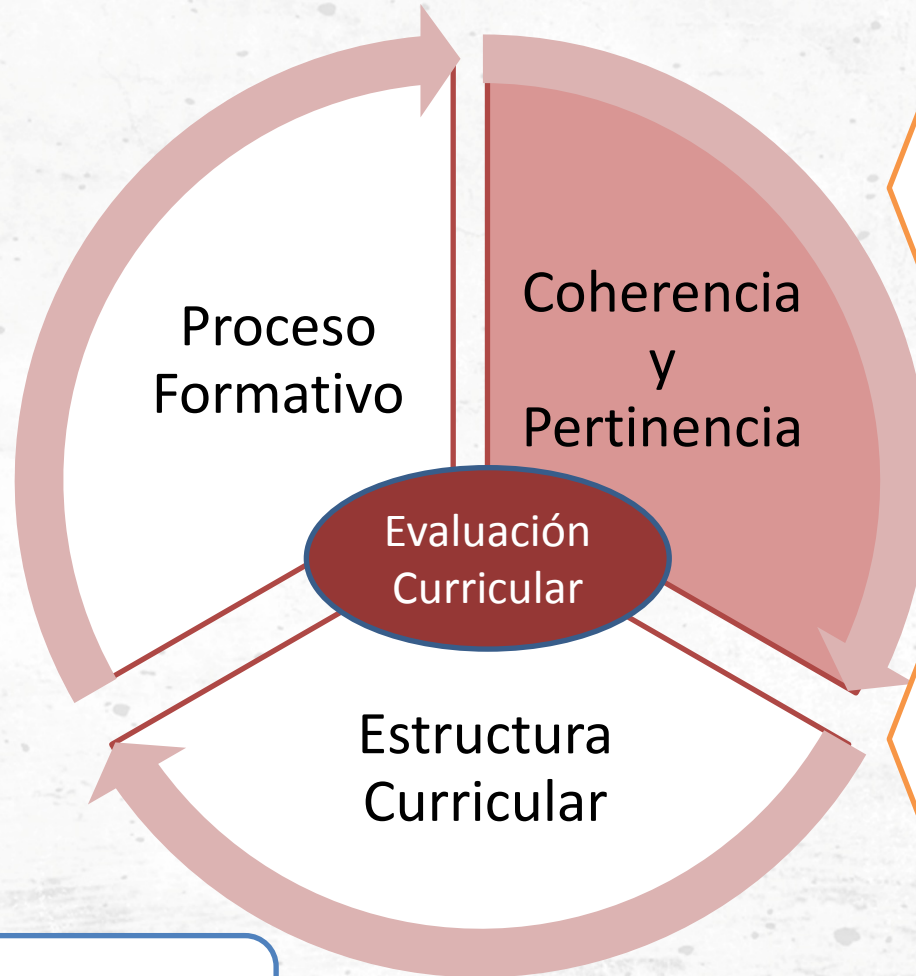 Proceso
Formativo
Coherencia
y
Pertinencia
Evaluación
Curricular
Estructura
Curricular